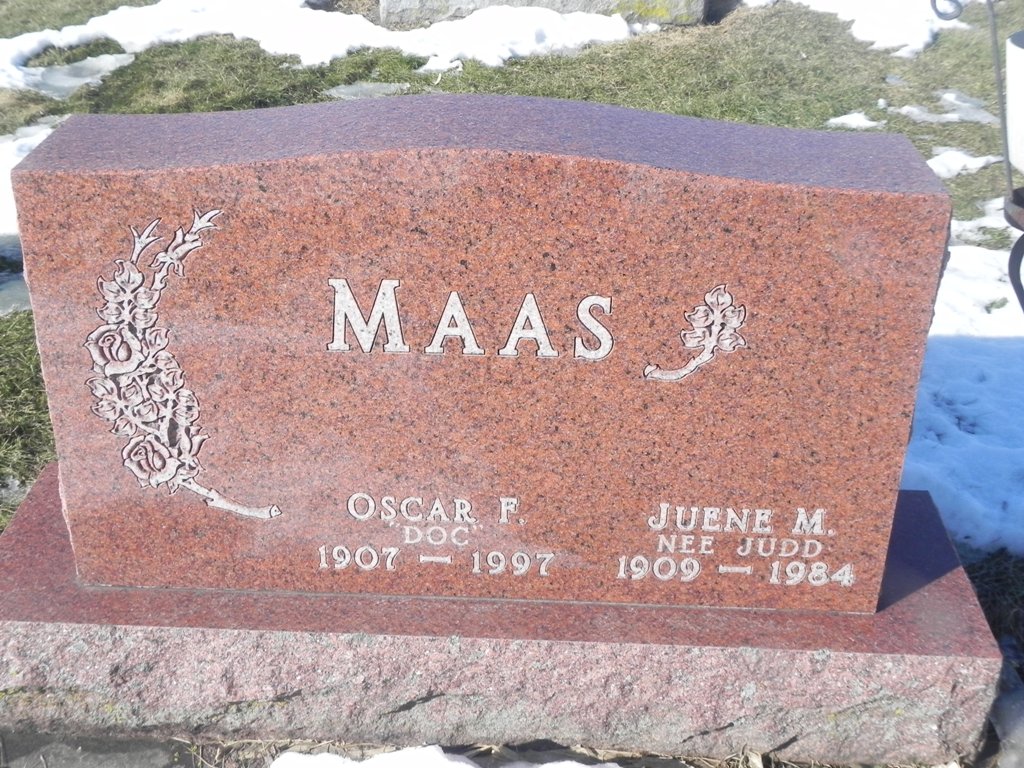 MAAS
OSCAR F.
"DOC"
1907 — 1997
JUENE M.
NEE JUDD
1909 — 1984